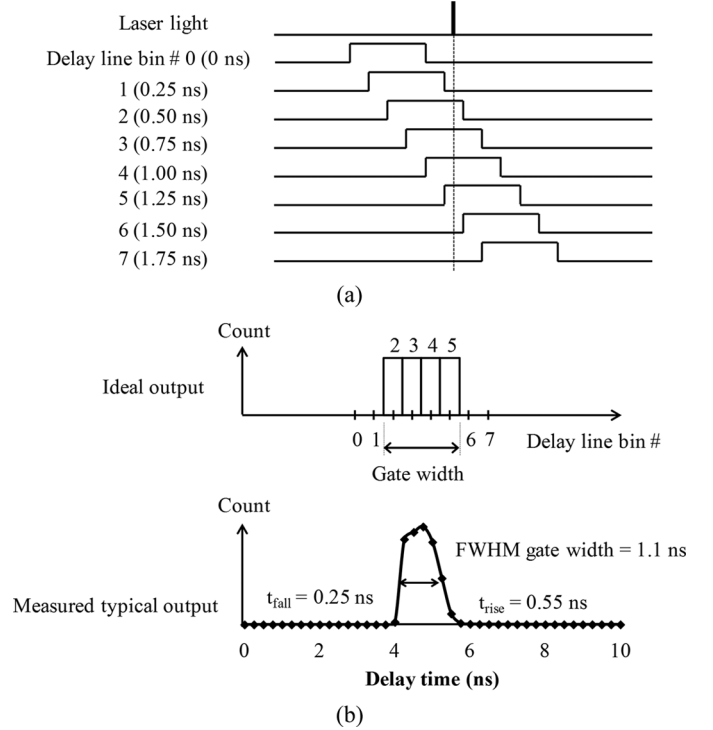 Laser light
Delay line bin # 0 (0 ns)
1 (0.25 ns)
2 (0.50 ns)
3 (0.75 ns)
4 (1.00 ns)
5 (1.25 ns)
6 (1.50 ns)
7 (1.75 ns)
(a)
Count
2 3 4 5
Ideal output
0 1 6 7 Delay line bin #
Gate width
Count
FWHM gate width = 1.1 ns
tfall = 0.25 ns trise = 0.55 ns
Measured typical output
0 2 4 6 8 10
Delay time (ns)
(b)